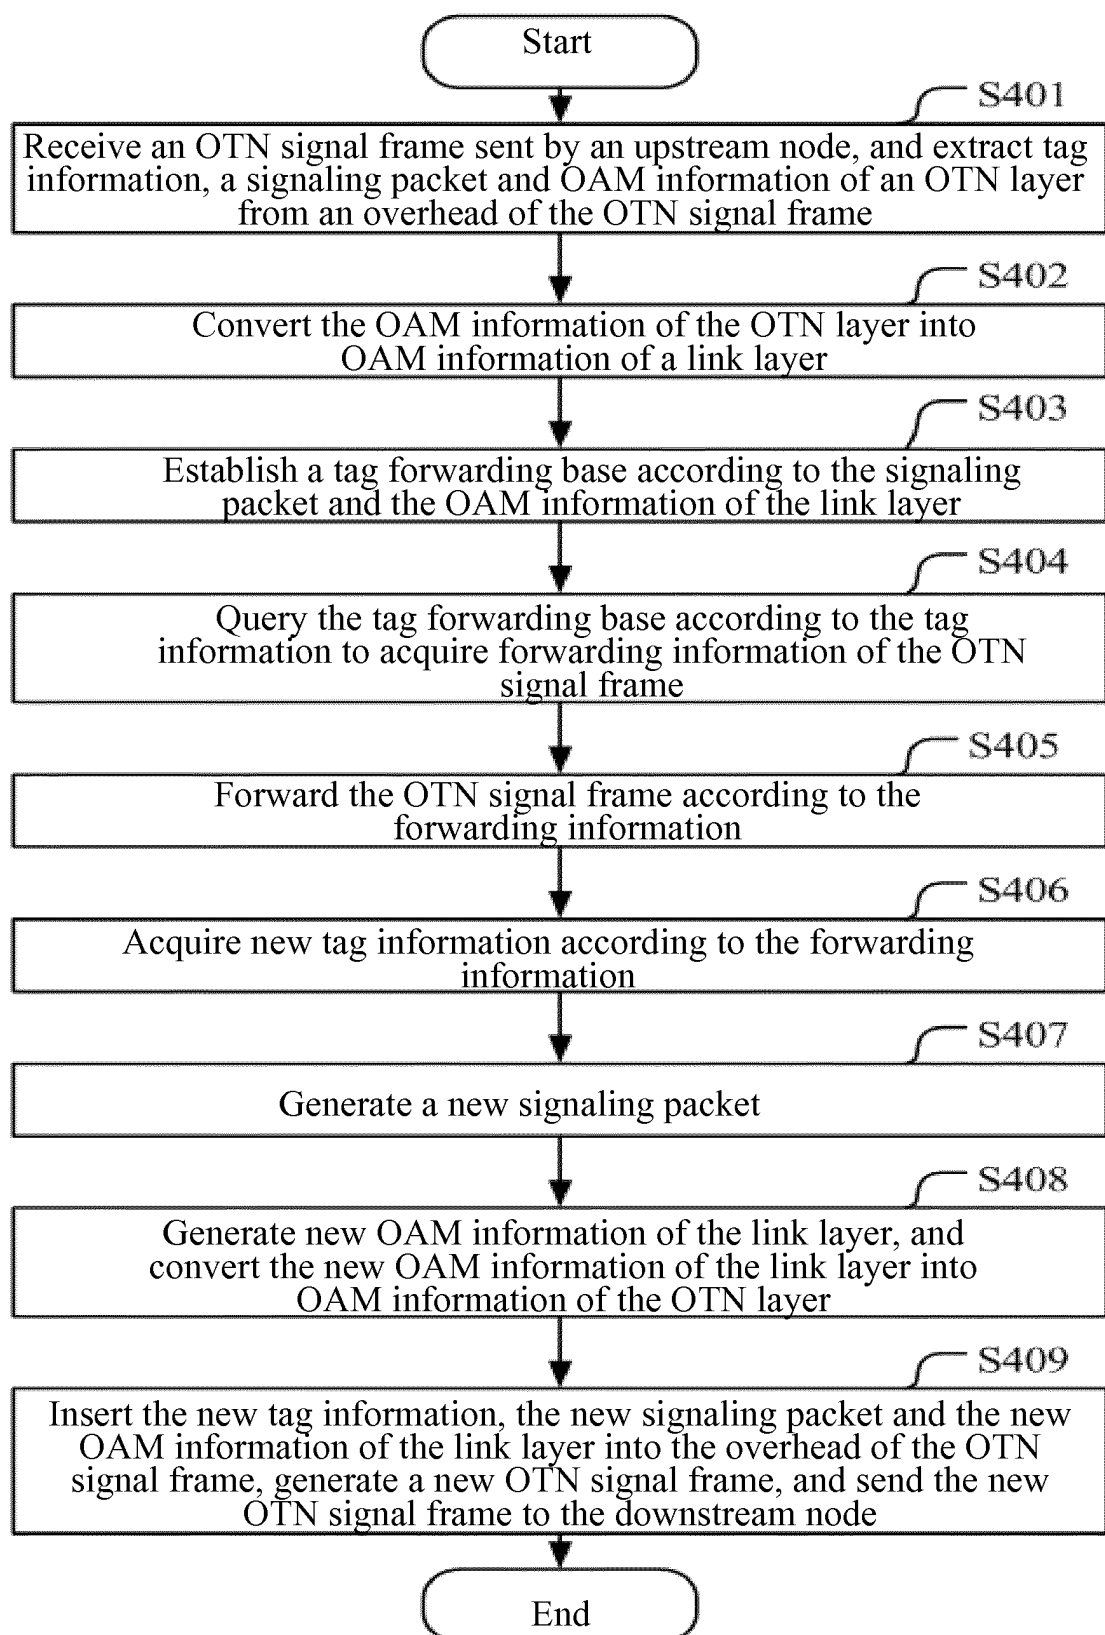 Start
S401
Receive an OTN signal frame sent by an upstream node, and extract tag
information, a signaling packet and OAM information of an OTN layer
from an overhead of the OTN signal frame
S402
Convert the OAM information of the OTN layer into
OAM information of a link layer
S403
Establish a tag forwarding base according to the signaling
packet and the OAM information of the link layer
S404
Query the tag forwarding base according to the tag
information to acquire forwarding information of the OTN
signal frame
S405
Forward the OTN signal frame according to the
forwarding information
S406
Acquire new tag information according to the forwarding
information
S407
Generate a new signaling packet
S408
Generate new OAM information of the link layer, and
convert the new OAM information of the link layer into
OAM information of the OTN layer
S409
Insert the new tag information, the new signaling packet and the new
OAM information of the link layer into the overhead of the OTN
signal frame, generate a new OTN signal frame, and send the new
OTN signal frame to the downstream node
End